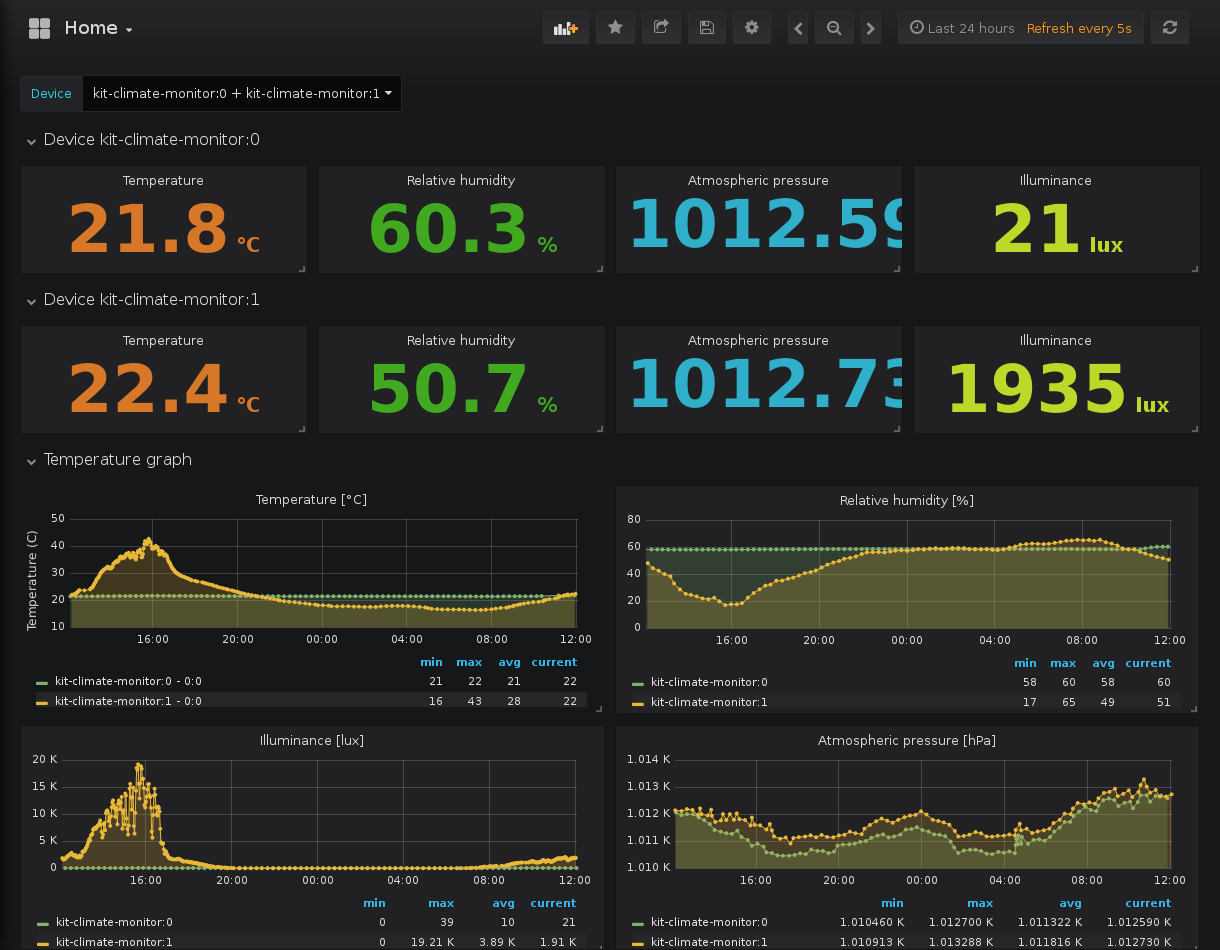 Home
Last 24 hours Refresh every 5s
Device kit-climate-monitor:0 + kit-climate-monitor:1
Device kit-climate-monitor:0
Temperature Relative humidity Atmospheric pressure Illuminance
21.8 °C 60.3 % 1012.59 21 lux
Device kit-climate-monitor:1
Temperature Relative humidity Atmospheric pressure Illuminance
22.4 °C 50.7 % 1012.73 1935 lux
Temperature graph
Temperature [°C]
Temperature (C)
50
40
30
20
10
16:00 20:00 00:00 04:00 08:00 12:00
min max avg current
kit-climate-monitor:0 - 0:0 21 22 21 22
kit-climate-monitor:1 - 0:0 16 43 28 22
Relative humidity [%]
80
60
40
20
0
16:00 20:00 00:00 04:00 08:00 12:00
min max avg current
kit-climate-monitor:0 58 60 58 60
kit-climate-monitor:1 17 65 49 51
Illuminance [lux]
20 K
15 K
10 K
5 K
0
16:00 20:00 00:00 04:00 08:00 12:00
min max avg current
kit-climate-monitor:0 0 39 10 21
kit-climate-monitor:1 0 19.21 K 3.89 K 1.91 K
Atmospheric pressure [hPa]
1.014 K
1.013 K
1.012 K
1.011 K
1.010 K
16:00 20:00 00:00 04:00 08:00 12:00
min max avg current
kit-climate-monitor:0 1.010460 K 1.012700 K 1.011322 K 1.012590 K
kit-climate-monitor:1 1.010913 K 1.013288 K 1.011816 K 1.012730 K